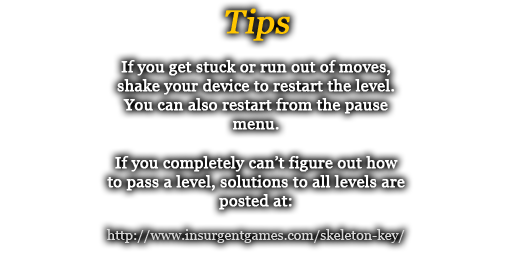 Tips
If you get stuck or run out of moves,
shake your device to restart the level.
You can also restart from the pause
menu.
If you completely can’t figure out how
to pass a level, solutions to all levels are
posted at:
http://www.insurgentgames.com/skeleton-key/